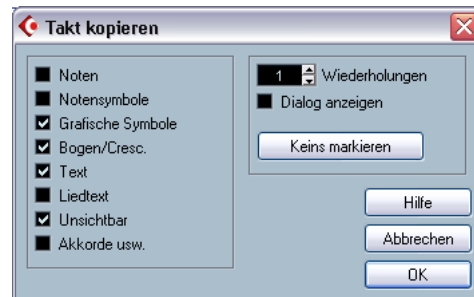 Takt kopieren
Noten
Notensymbole
Grafische Symbole
Bogen/Cresc.
Text
Liedtext
Unsichtbar
Akkorde usw.
1 Wiederholungen
Dialog anzeigen
Keins markieren
Hilfe
Abbrechen
OK